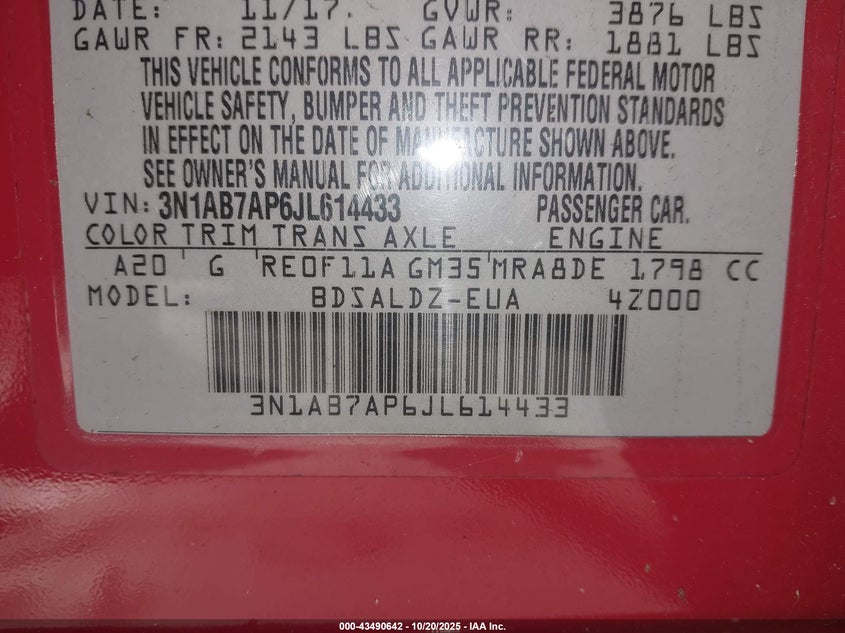 DATE: 11/17. GVWR: 3876 LBS
GAWR FR: 2143 LBS GAWR RR: 1881 LBS
THIS VEHICLE CONFORMS TO ALL APPLICABLE FEDERAL MOTOR
VEHICLE SAFETY, BUMPER AND THEFT PREVENTION STANDARDS
IN EFFECT ON THE DATE OF MANUFACTURE SHOWN ABOVE.
SEE OWNER'S MANUAL FOR ADDITIONAL INFORMATION.
VIN: 3N1AB7AP6JL614433 PASSENGER CAR.
COLOR TRIM TRANS AXLE ENGINE
A20 G RE0F11A GM35 MRA8DE 1798 CC
MODEL: BDSALDZ-EUA 4Z000
3N1AB7AP6JL614433
000-43490642 - 10/20/2025 - IAA Inc.